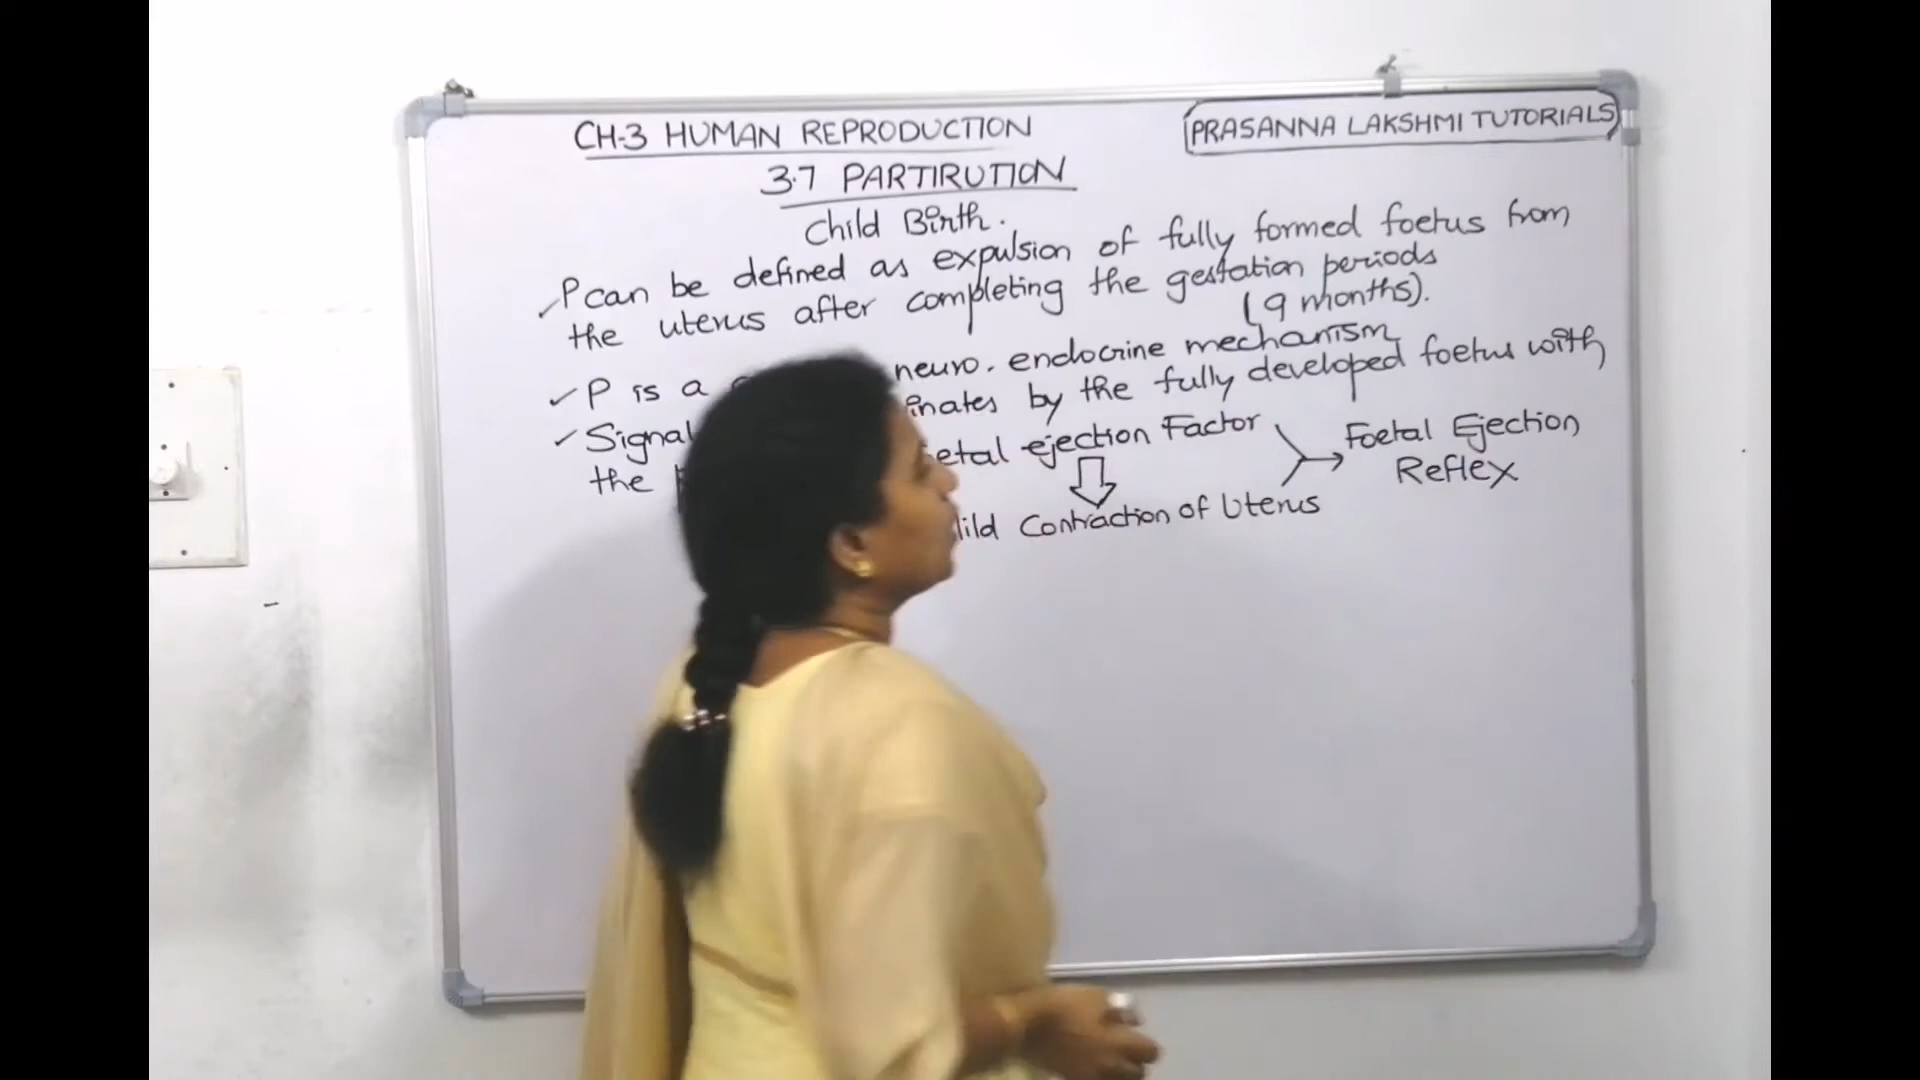 CH-3 HUMAN REPRODUCTION
PRASANNA LAKSHMI TUTORIALS
3.7 PARTIRUTION
Child Birth.
P can be defined as expulsion of fully formed foetus from
the uterus after completing the gestation periods
(9 months).
P is a neuro. endocrine mechanism
Signal by the fully developed foetus with
the ejection Factor
Foetal Ejection
Reflex
Contraction of Uterus